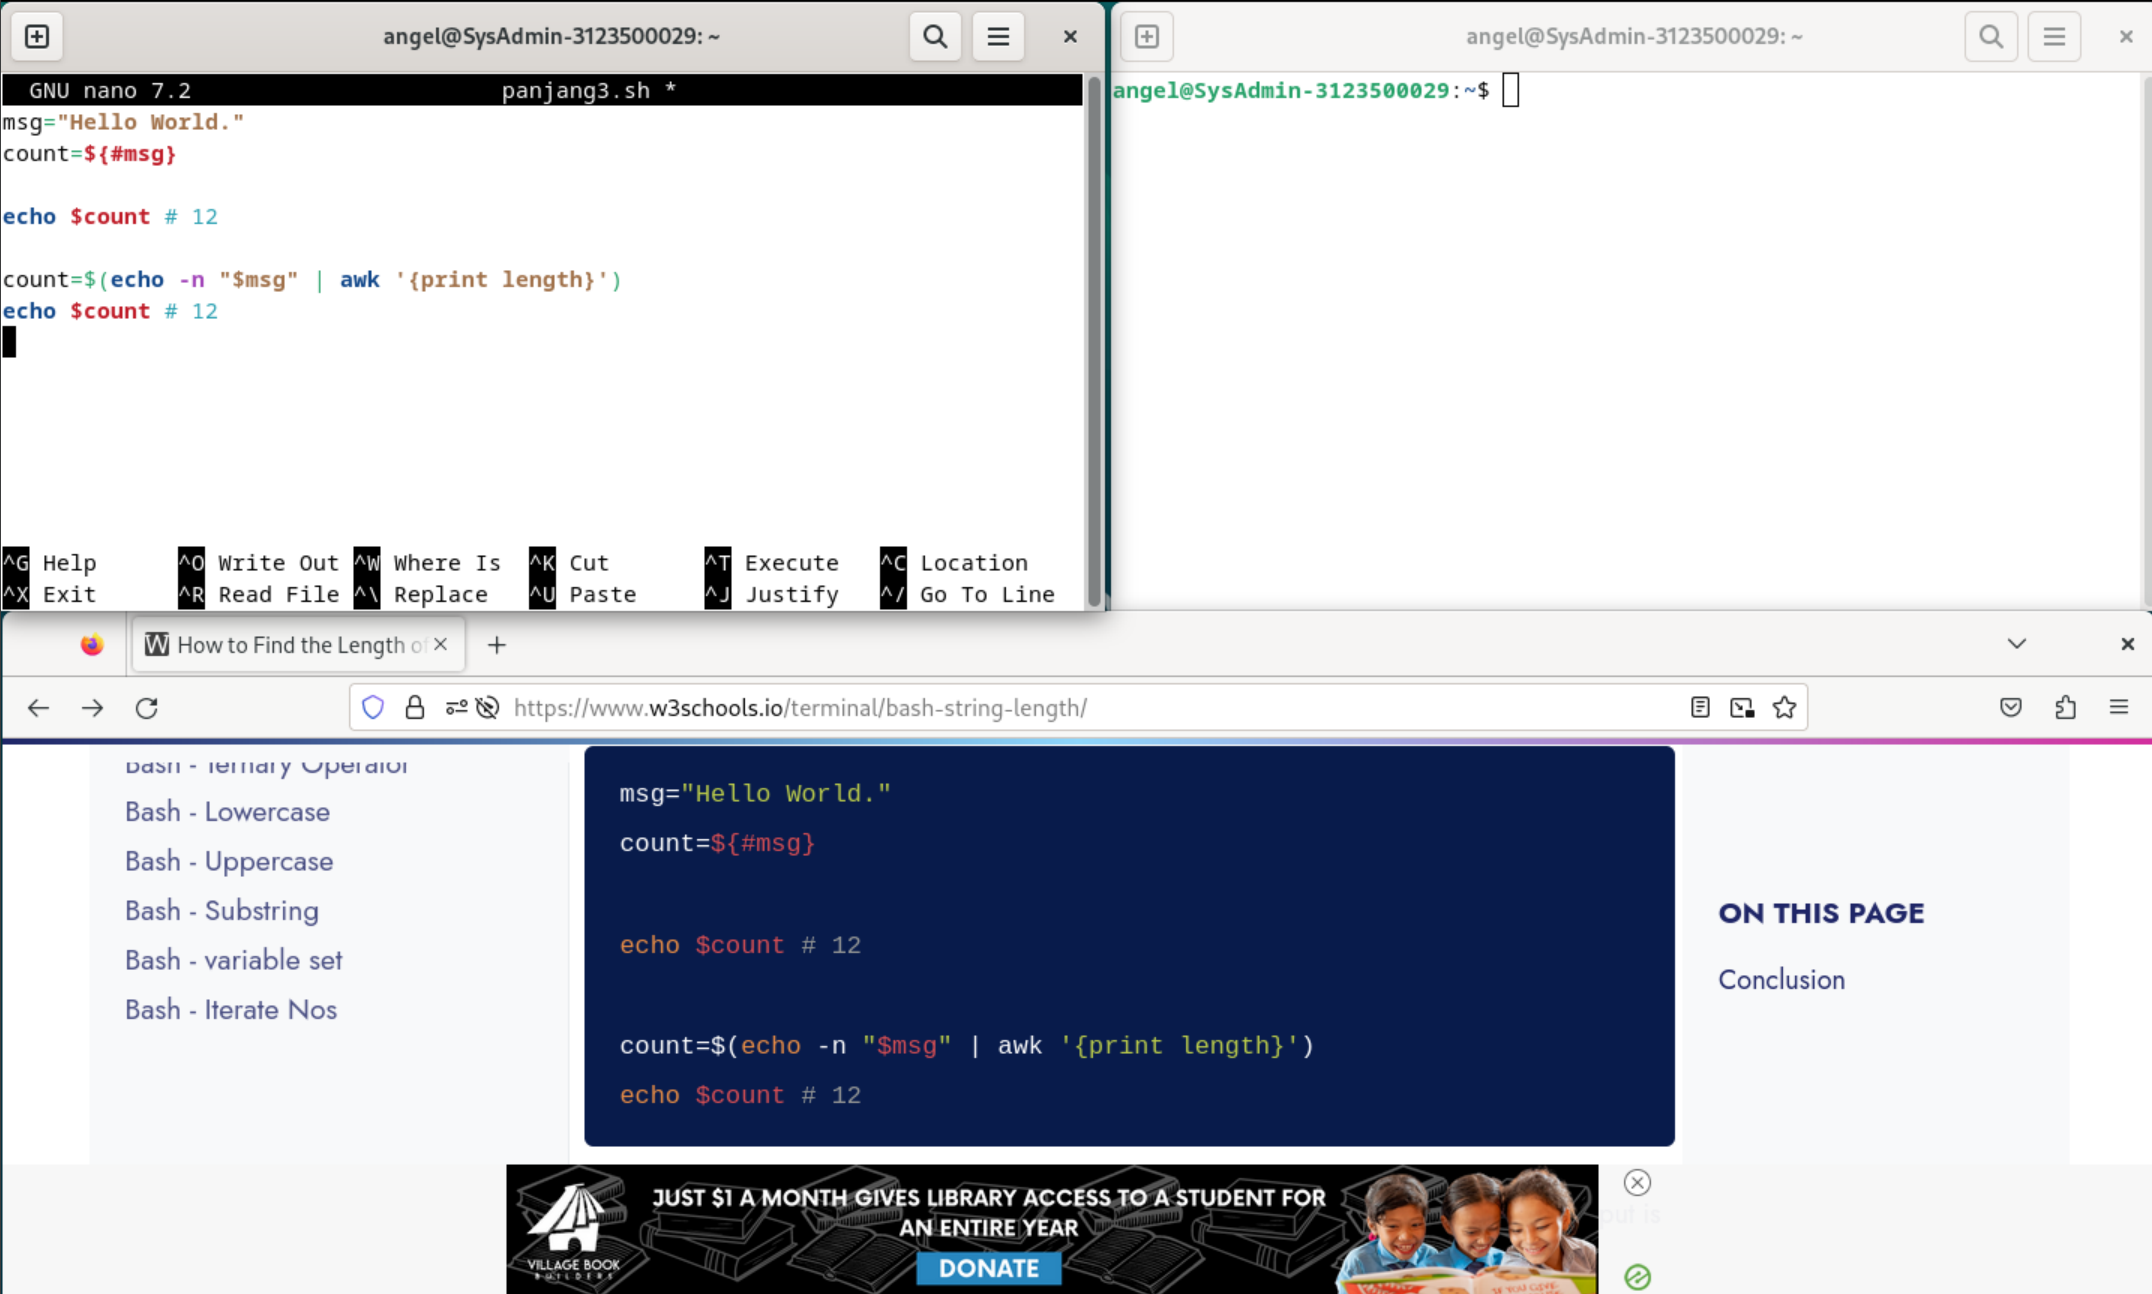 angel@SysAdmin-3123500029: ~
GNU nano 7.2 panjang3.sh *
msg="Hello World."
count=${#msg}
echo $count # 12
count=$(echo -n "$msg" | awk '{print length}')
echo $count # 12
^G Help ^O Write Out ^W Where Is ^K Cut ^T Execute ^C Location
^X Exit ^R Read File ^\ Replace ^U Paste ^J Justify ^/ Go To Line
angel@SysAdmin-3123500029: ~
angel@SysAdmin-3123500029:~$
How to Find the Length of
https://www.w3schools.io/terminal/bash-string-length/
Bash - Ternary Operator
Bash - Lowercase
Bash - Uppercase
Bash - Substring
Bash - variable set
Bash - Iterate Nos
msg="Hello World."
count=${#msg}
echo $count # 12
count=$(echo -n "$msg" | awk '{print length}')
echo $count # 12
ON THIS PAGE
Conclusion
VILLAGE BOOK
BUILDERS
JUST $1 A MONTH GIVES LIBRARY ACCESS TO A STUDENT FOR
AN ENTIRE YEAR
DONATE